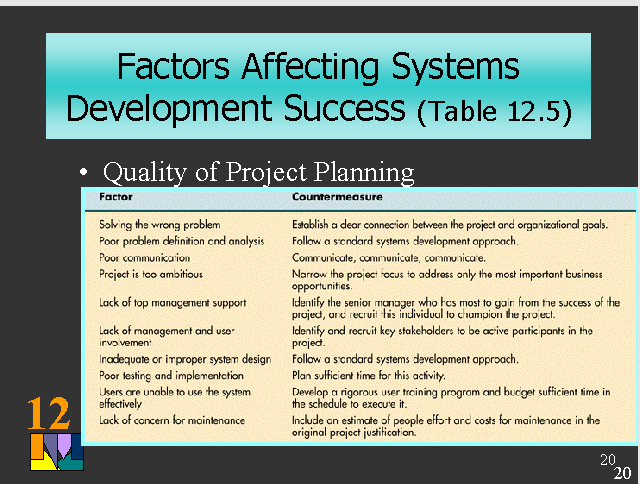 Factors Affecting Systems
Development Success (Table 12.5)
• Quality of Project Planning
Factor Countermeasure
Solving the wrong problem Establish a clear connection between the project and organizational goals.
Poor problem definition and analysis Follow a standard systems development approach.
Poor communication Communicate, communicate, communicate.
Project is too ambitious Narrow the project focus to address only the most important business
opportunities.
Lack of top management support Identify the senior manager who has most to gain from the success of the
project, and recruit this individual to champion the project.
Lack of management and user Identify and recruit key stakeholders to be active participants in the
involvement project.
Inadequate or improper system design Follow a standard systems development approach.
Poor testing and implementation Plan sufficient time for this activity.
Users are unable to use the system Develop a rigorous user training program and budget sufficient time in
effectively the schedule to execute it.
Lack of concern for maintenance Include an estimate of people effort and costs for maintenance in the
original project justification.
12
20
20